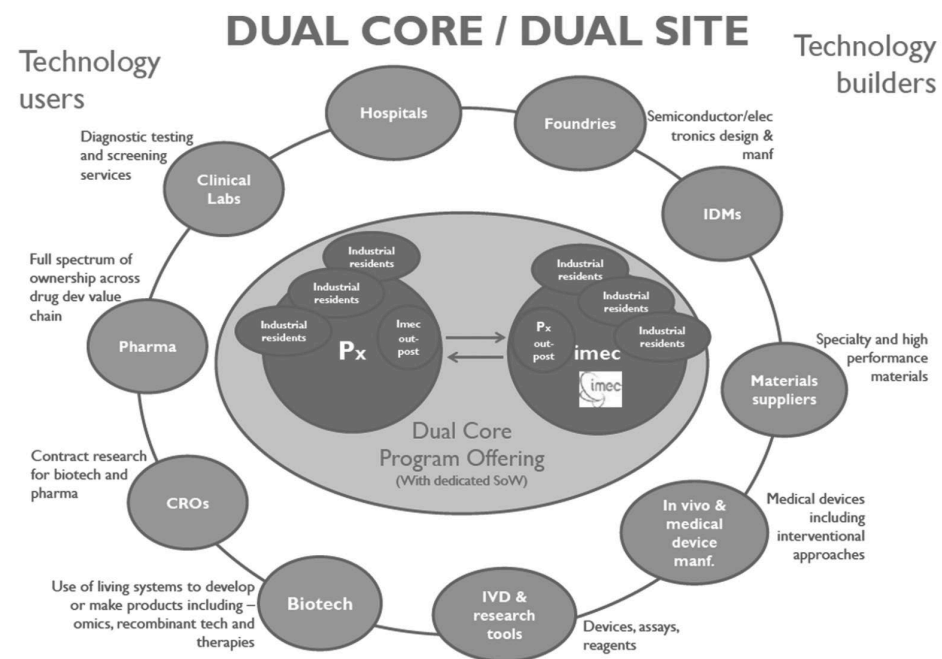 DUAL CORE / DUAL SITE
Technology
users
Technology
builders
Hospitals
Foundries
Semiconductor/elec
tronics design &
manf
Diagnostic testing
and screening
services
Clinical
Labs
IDMs
Full spectrum of
ownership across
drug dev value
chain
Pharma
Industrial
residents
Industrial
residents
Industrial
residents
Px
Imec
out-
post
Industrial
residents
Industrial
residents
Industrial
residents
Px
out-
post
imec
imec
Specialty and high
performance
materials
Materials
suppliers
Dual Core
Program Offering
(With dedicated SoW)
Contract research
for biotech and
pharma
CROs
In vivo &
medical
device
manf.
Medical devices
including
interventional
approaches
Use of living systems to develop
or make products including –
omics, recombinant tech and
therapies
Biotech
IVD &
research
tools
Devices, assays,
reagents